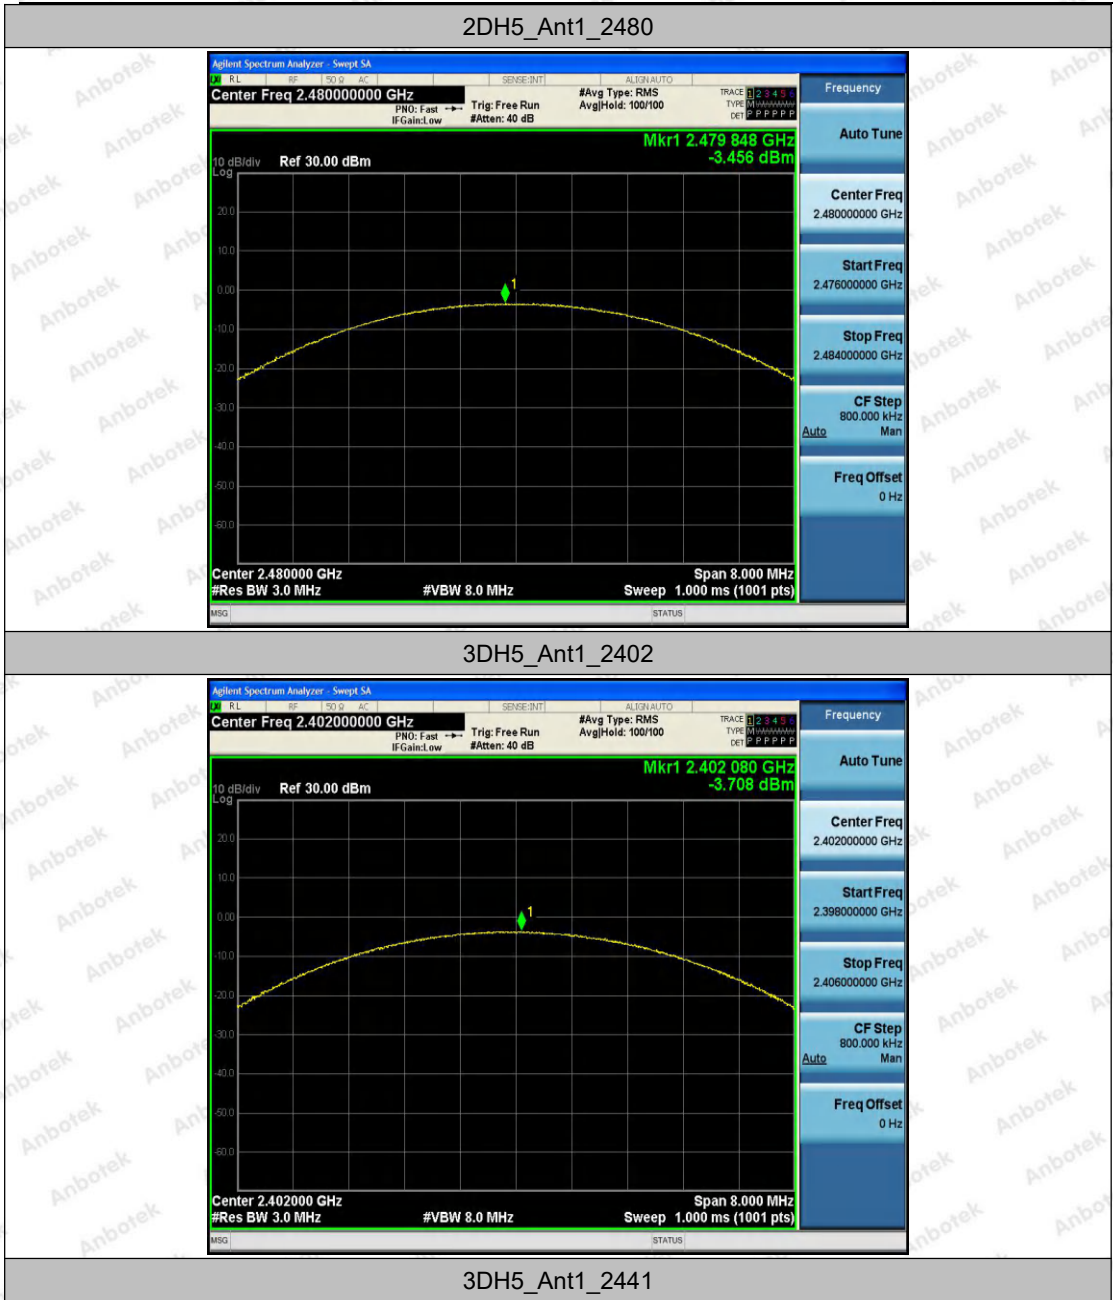 2DH5_Ant1_2480
Agilent Spectrum Analyzer - Swept SA
RL RF 50 Ω AC SENSE:INT ALIGNAUTO
Center Freq 2.480000000 GHz
PNO: Fast
IFGain:Low
Trig: Free Run
#Atten: 40 dB
#Avg Type: RMS
Avg|Hold: 100/100
TRACE 1 2 3 4 5 6
TYPE M
DET P P P P P P
Mkr1 2.479 848 GHz
-3.456 dBm
10 dB/div Ref 30.00 dBm
Log
20.0
10.0
0.00
-10.0
-20.0
-30.0
-40.0
-50.0
-60.0
1
Center 2.480000 GHz Span 8.000 MHz
#Res BW 3.0 MHz #VBW 8.0 MHz Sweep 1.000 ms (1001 pts)
MSG STATUS
Frequency
Auto Tune
Center Freq
2.480000000 GHz
Start Freq
2.476000000 GHz
Stop Freq
2.484000000 GHz
CF Step
800.000 kHz
Auto Man
Freq Offset
0 Hz
3DH5_Ant1_2402
Agilent Spectrum Analyzer - Swept SA
RL RF 50 Ω AC SENSE:INT ALIGNAUTO
Center Freq 2.402000000 GHz
PNO: Fast
IFGain:Low
Trig: Free Run
#Atten: 40 dB
#Avg Type: RMS
Avg|Hold: 100/100
TRACE 1 2 3 4 5 6
TYPE M
DET P P P P P P
Mkr1 2.402 080 GHz
-3.708 dBm
10 dB/div Ref 30.00 dBm
Log
20.0
10.0
0.00
-10.0
-20.0
-30.0
-40.0
-50.0
-60.0
1
Center 2.402000 GHz Span 8.000 MHz
#Res BW 3.0 MHz #VBW 8.0 MHz Sweep 1.000 ms (1001 pts)
MSG STATUS
Frequency
Auto Tune
Center Freq
2.402000000 GHz
Start Freq
2.398000000 GHz
Stop Freq
2.406000000 GHz
CF Step
800.000 kHz
Auto Man
Freq Offset
0 Hz
3DH5_Ant1_2441
Anbotek